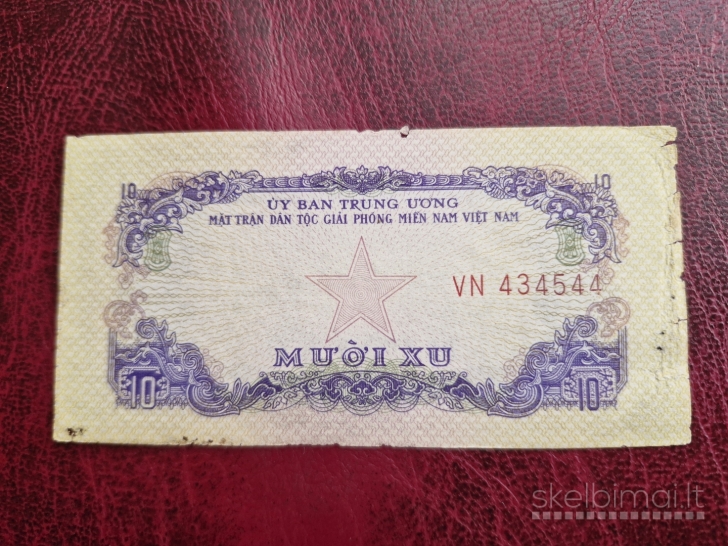 10 10
ỦY BAN TRUNG ƯƠNG
MẶT TRẬN DÂN TỘC GIẢI PHÓNG MIỀN NAM VIỆT NAM
VN 434544
MƯỜI XU
10 10
skelbimai.lt